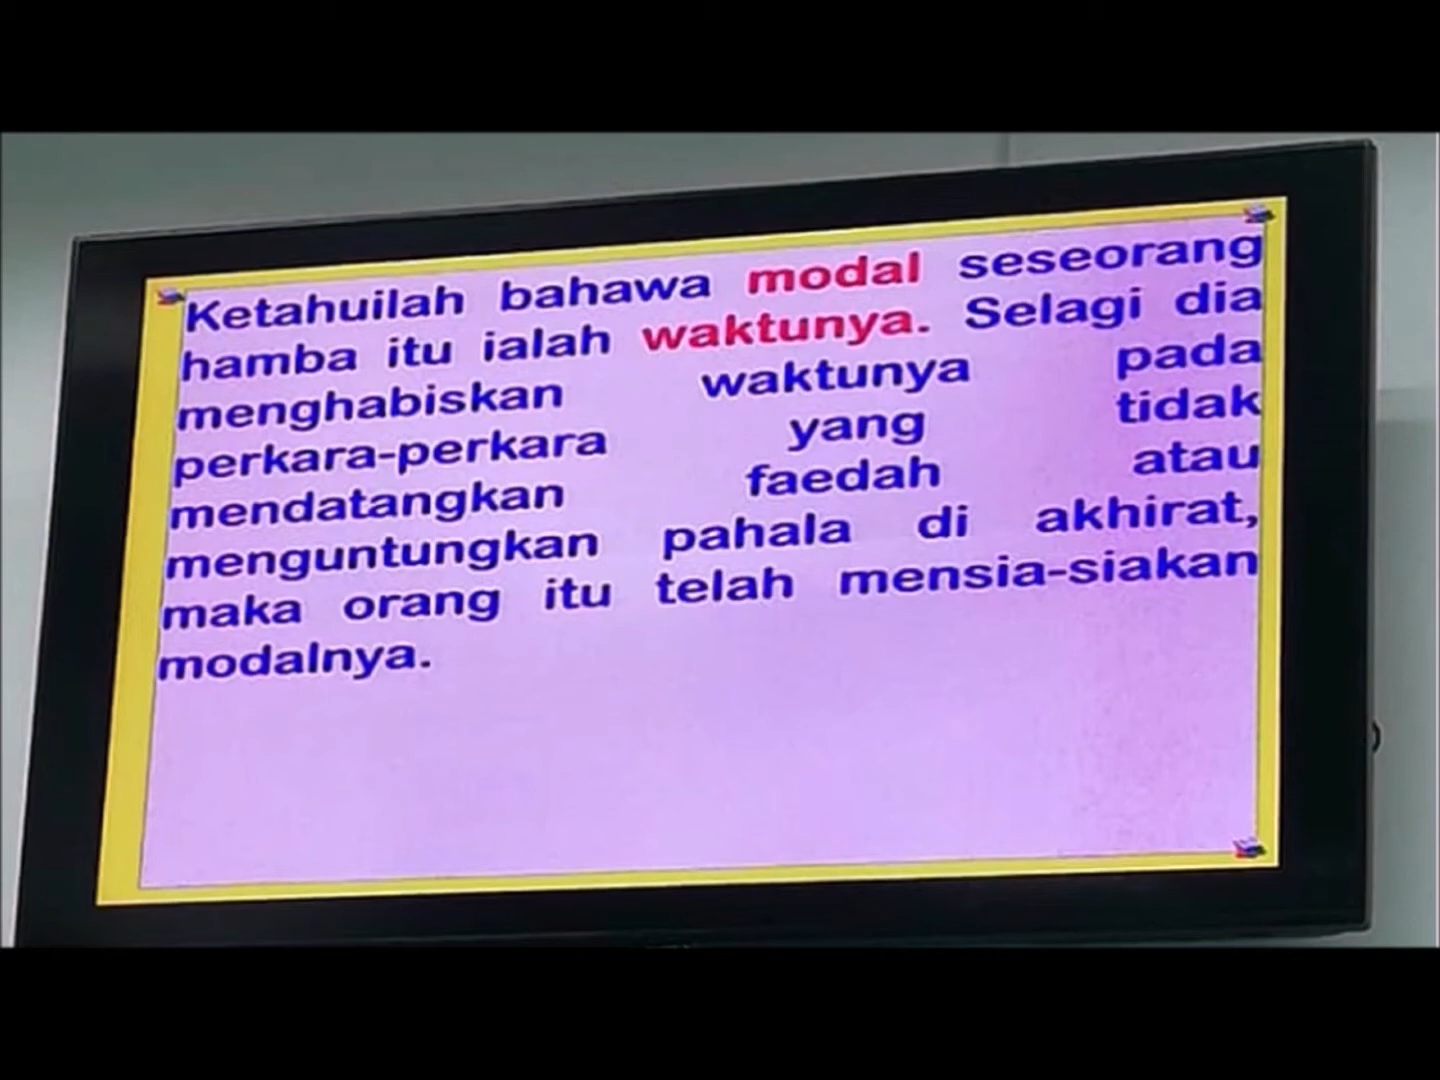 Ketahuilah bahawa modal seseorang
hamba itu ialah waktunya. Selagi dia
menghabiskan waktunya pada
perkara-perkara yang tidak
mendatangkan faedah atau
menguntungkan pahala di akhirat,
maka orang itu telah mensia-siakan
modalnya.